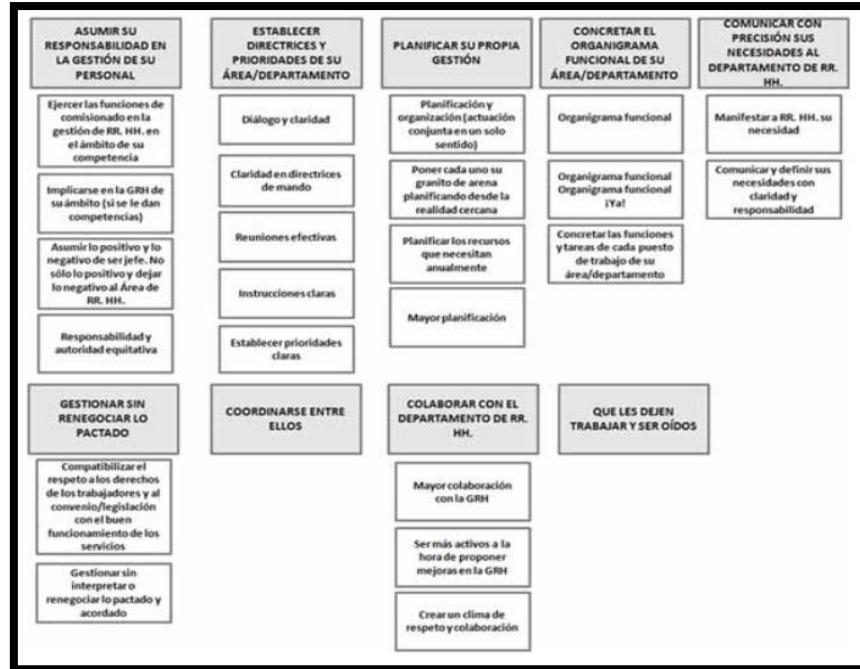 ASUMIR SU
RESPONSABILIDAD EN
LA GESTIÓN DE SU
PERSONAL
Ejercer las funciones de
comisionado en la
gestión de RR. HH. en
el ámbito de su
competencia
Implicarse en la GRH de
su ámbito (si se le dan
competencias)
Asumir lo positivo y lo
negativo de ser jefe. No
sólo lo positivo y dejar
lo negativo al Área de
RR. HH.
Responsabilidad y
autoridad equitativa
ESTABLECER
DIRECTRICES Y
PRIORIDADES DE SU
ÁREA/DEPARTAMENTO
Diálogo y claridad
Claridad en directrices
de mando
Reuniones efectivas
Instrucciones claras
Establecer prioridades
claras
PLANIFICAR SU PROPIA
GESTIÓN
Planificación y
organización (actuación
conjunta en un solo
sentido)
Poner cada uno su
granito de arena
planificando desde la
realidad cercana
Planificar los recursos
que necesitan
anualmente
Mayor planificación
CONCRETAR EL
ORGANIGRAMA
FUNCIONAL DE SU
ÁREA/DEPARTAMENTO
Organigrama funcional
Organigrama funcional
Organigrama funcional
¡Ya!
Concretar las funciones
y tareas de cada puesto
de trabajo de su
área/departamento
COMUNICAR CON
PRECISIÓN SUS
NECESIDADES AL
DEPARTAMENTO DE RR.
HH.
Manifestar a RR. HH. su
necesidad
Comunicar y definir sus
necesidades con
claridad y
responsabilidad
GESTIONAR SIN
RENEGOCIAR LO
PACTADO
Compatibilizar el
respeto a los derechos
de los trabajadores y al
convenio/legislación
con el buen
funcionamiento de los
servicios
Gestionar sin
interpretar o
renegociar lo pactado y
acordado
COORDINARSE ENTRE
ELLOS
COLABORAR CON EL
DEPARTAMENTO DE RR.
HH.
Mayor colaboración
con la GRH
Ser más activos a la
hora de proponer
mejoras en la GRH
Crear un clima de
respeto y colaboración
QUE LES DEJEN
TRABAJAR Y SER OÍDOS